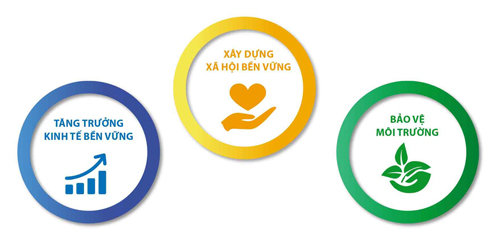 TĂNG TRƯỞNG
KINH TẾ BỀN VỮNG
XÂY DỰNG
XÃ HỘI BỀN VỮNG
BẢO VỆ
MÔI TRƯỜNG